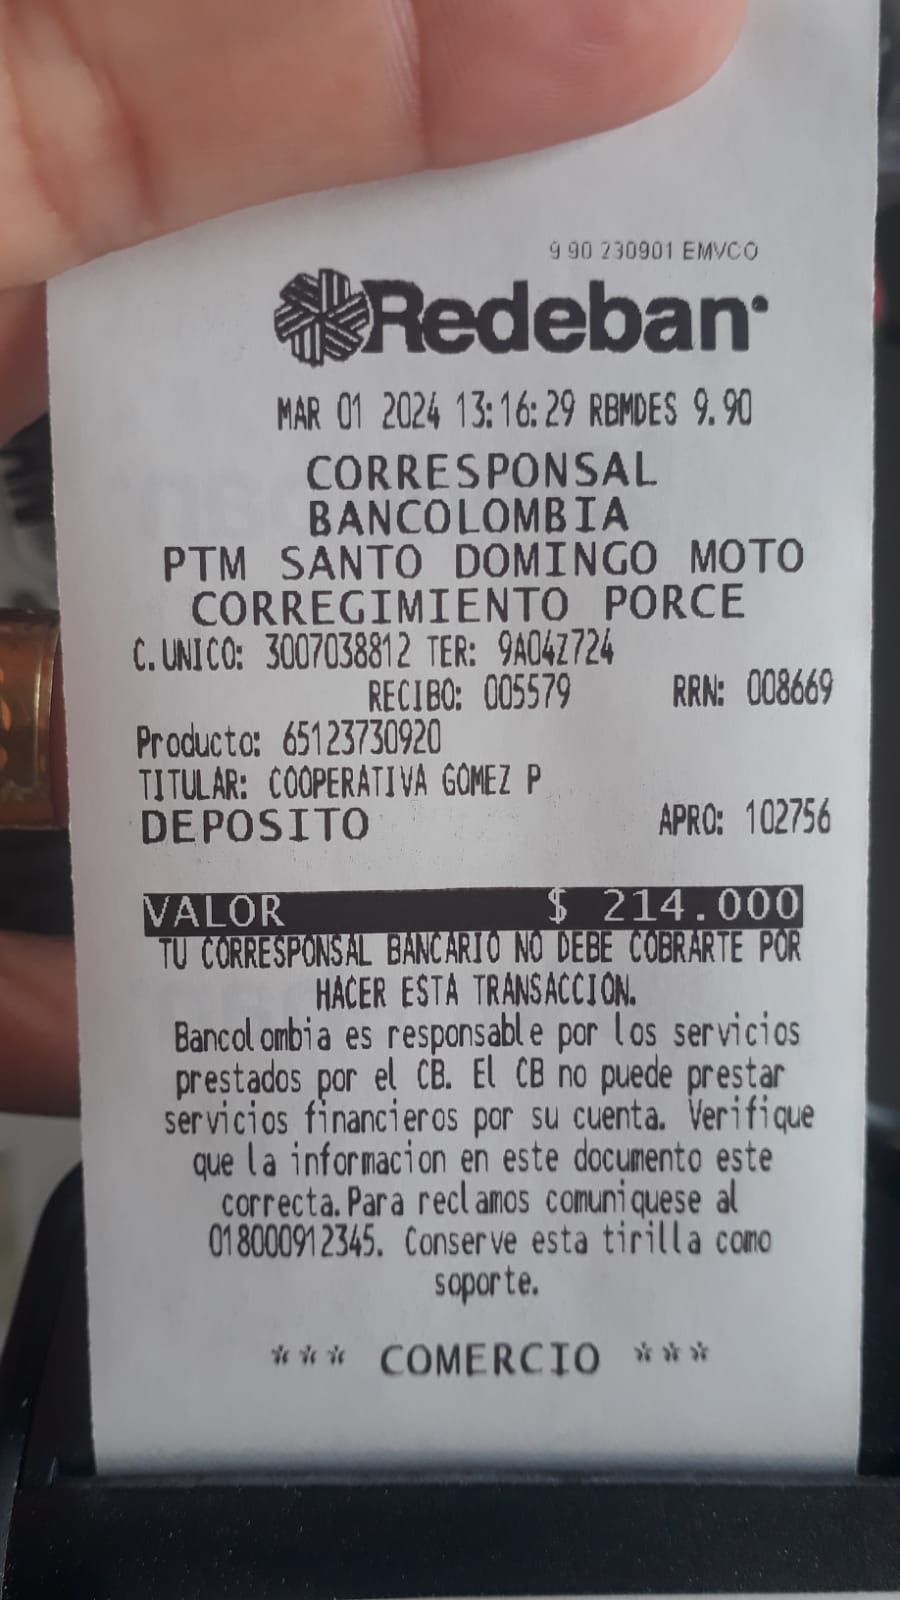 9 90 230901 EMVCO
Redeban
MAR 01 2024 13:16:29 RBMDES 9.90
CORRESPONSAL
BANCOLOMBIA
PTM SANTO DOMINGO MOTO
CORREGIMIENTO PORCE
C.UNICO: 3007038812 TER: 9A04Z724
RECIBO: 005579 RRN: 008669
Producto: 65123730920
TITULAR: COOPERATIVA GOMEZ P
DEPOSITO APRO: 102756
VALOR $ 214.000
TU CORRESPONSAL BANCARIO NO DEBE COBRARTE POR
HACER ESTA TRANSACCION.
Bancolombia es responsable por los servicios
prestados por el CB. El CB no puede prestar
servicios financieros por su cuenta. Verifique
que la informacion en este documento este
correcta.Para reclamos comuniquese al
018000912345. Conserve esta tirilla como
soporte.
*** COMERCIO ***